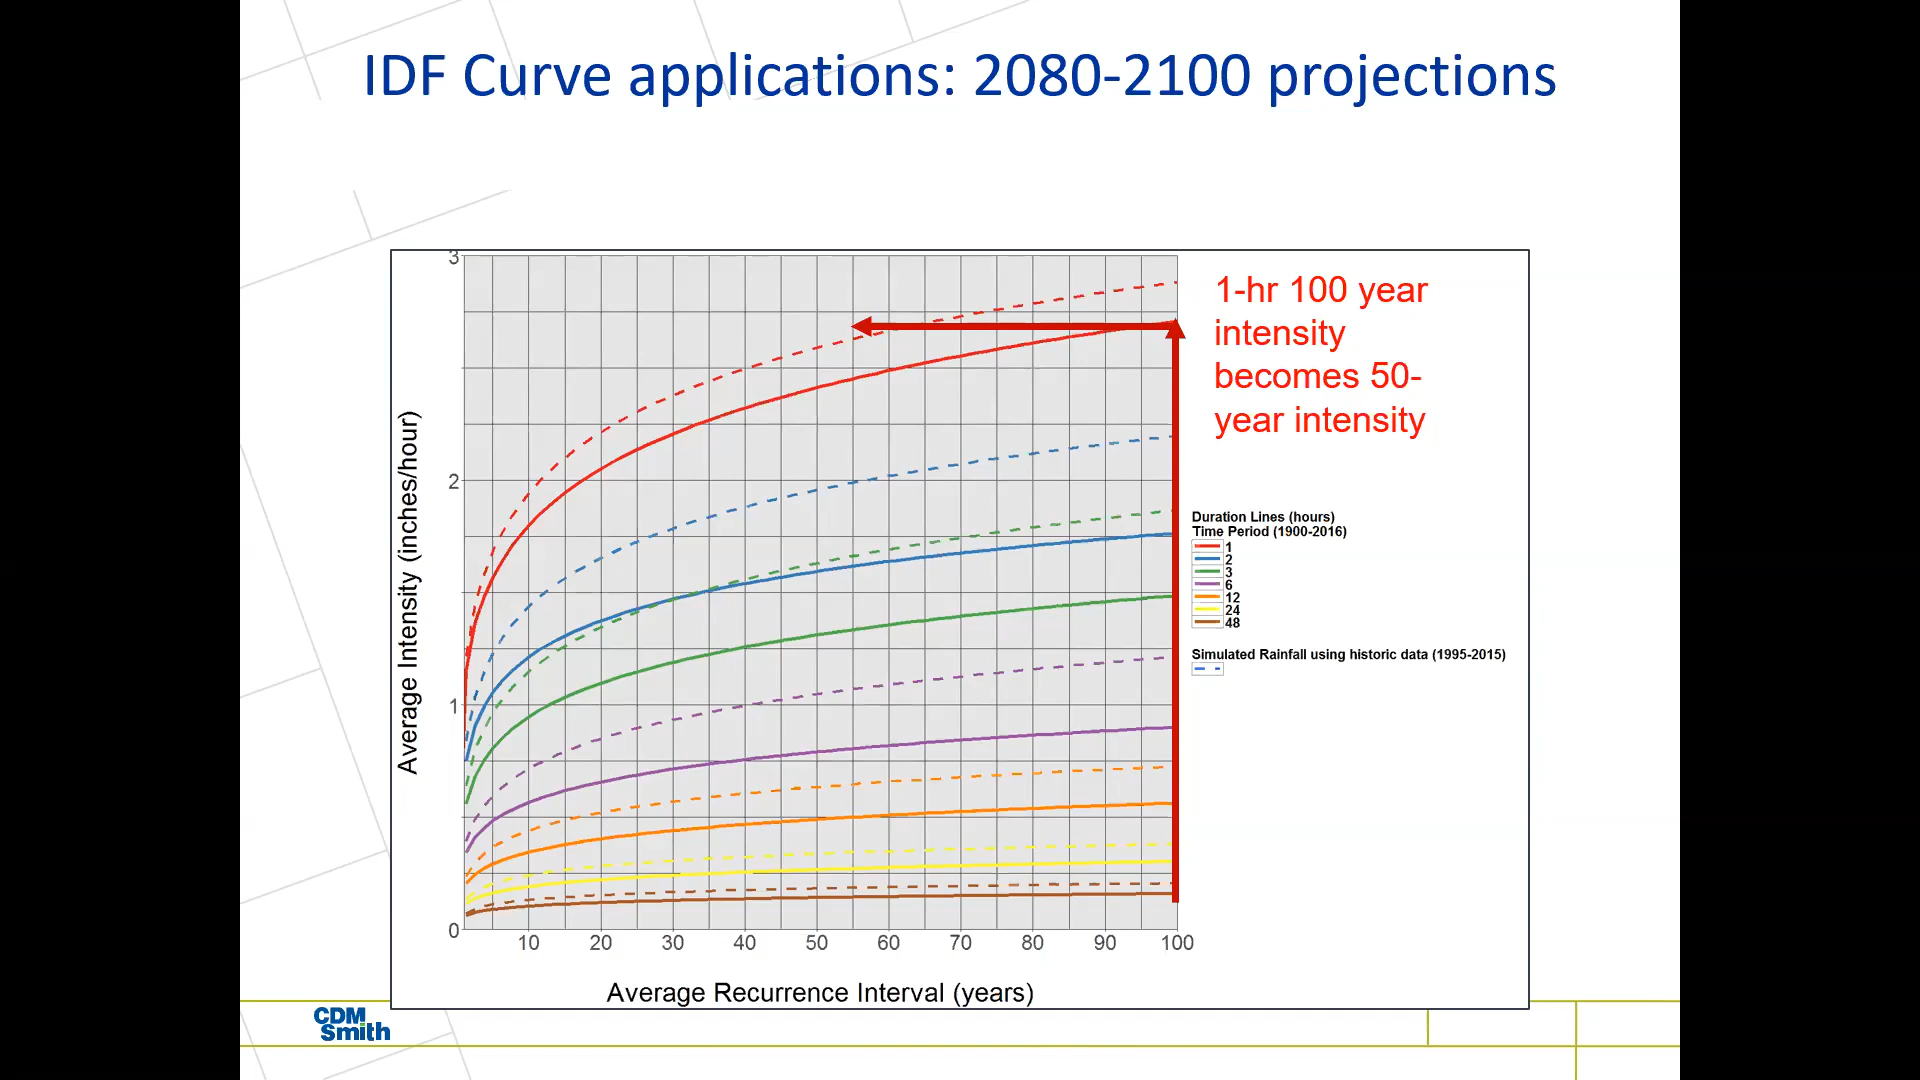 IDF Curve applications: 2080-2100 projections
3
2
1
0
Average Intensity (inches/hour)
10 20 30 40 50 60 70 80 90 100
Average Recurrence Interval (years)
1-hr 100 year
intensity
becomes 50-
year intensity
Duration Lines (hours)
Time Period (1900-2016)
1
2
3
6
12
24
48
Simulated Rainfall using historic data (1995-2015)
CDM
Smith